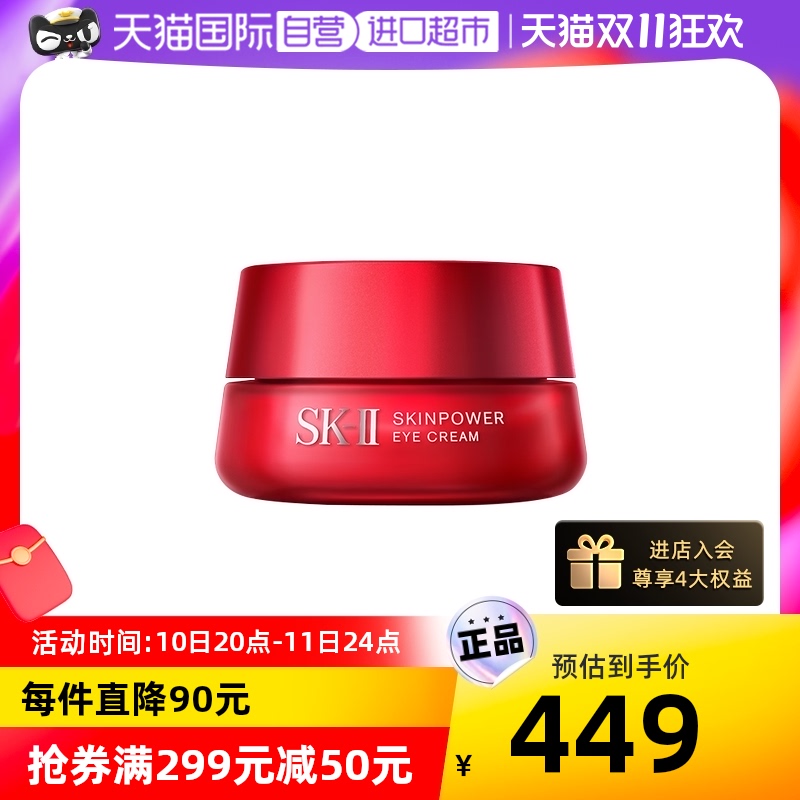 天猫国际 自营 进口超市 天猫双11狂欢
SK-II SKINPOWER
EYE CREAM
进店入会
尊享4大权益
活动时间:10日20点-11日24点
正品
预估到手价
每件直降90元
¥ 449
抢券满299元减50元